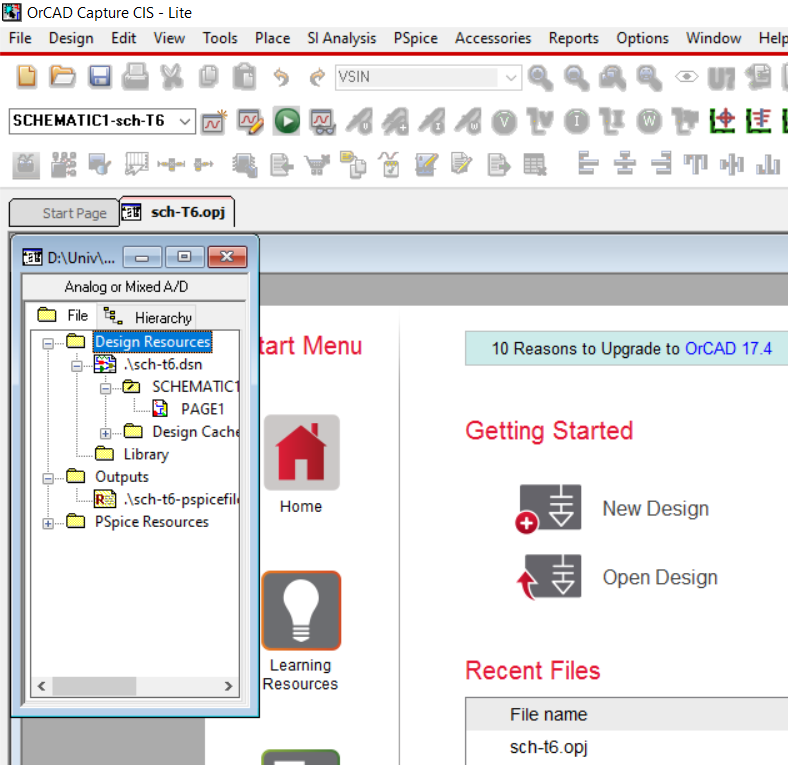 OrCAD Capture CIS - Lite
File Design Edit View Tools Place SI Analysis PSpice Accessories Reports Options Window Help
VSIN
SCHEMATIC1-sch-T6
Start Page
sch-T6.opj
D:\Univ\...
Analog or Mixed A/D
File
Hierarchy
Design Resources
.\sch-t6.dsn
SCHEMATIC1
PAGE1
Design Cache
Library
Outputs
.\sch-t6-pspicefil
PSpice Resources
tart Menu
Home
Learning
Resources
10 Reasons to Upgrade to OrCAD 17.4
Getting Started
New Design
Open Design
Recent Files
File name
sch-t6.opj